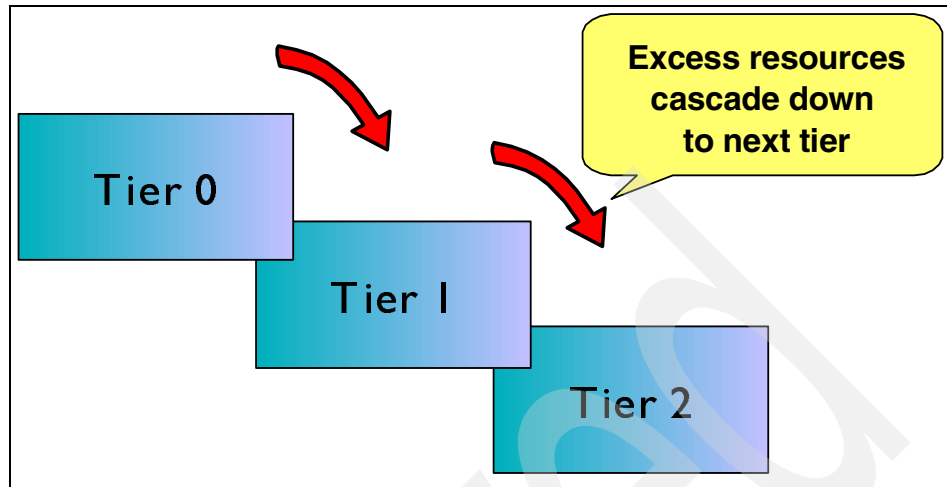 Excess resources
cascade down
to next tier
Tier 0
Tier 1
Tier 2